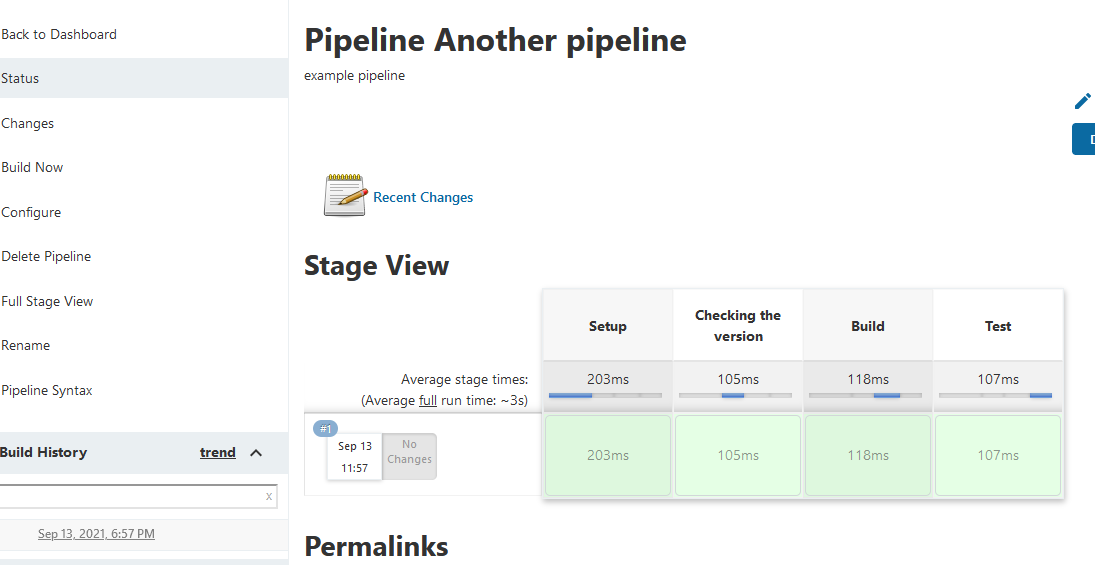 Back to Dashboard
Status
Changes
Build Now
Configure
Delete Pipeline
Full Stage View
Rename
Pipeline Syntax
Build History trend
x
Sep 13, 2021, 6:57 PM
Pipeline Another pipeline
example pipeline
Recent Changes
Stage View
Setup
Checking the
version
Build
Test
Average stage times:
(Average full run time: ~3s)
203ms 105ms 118ms 107ms
#1
Sep 13
11:57
No
Changes
203ms 105ms 118ms 107ms
Permalinks